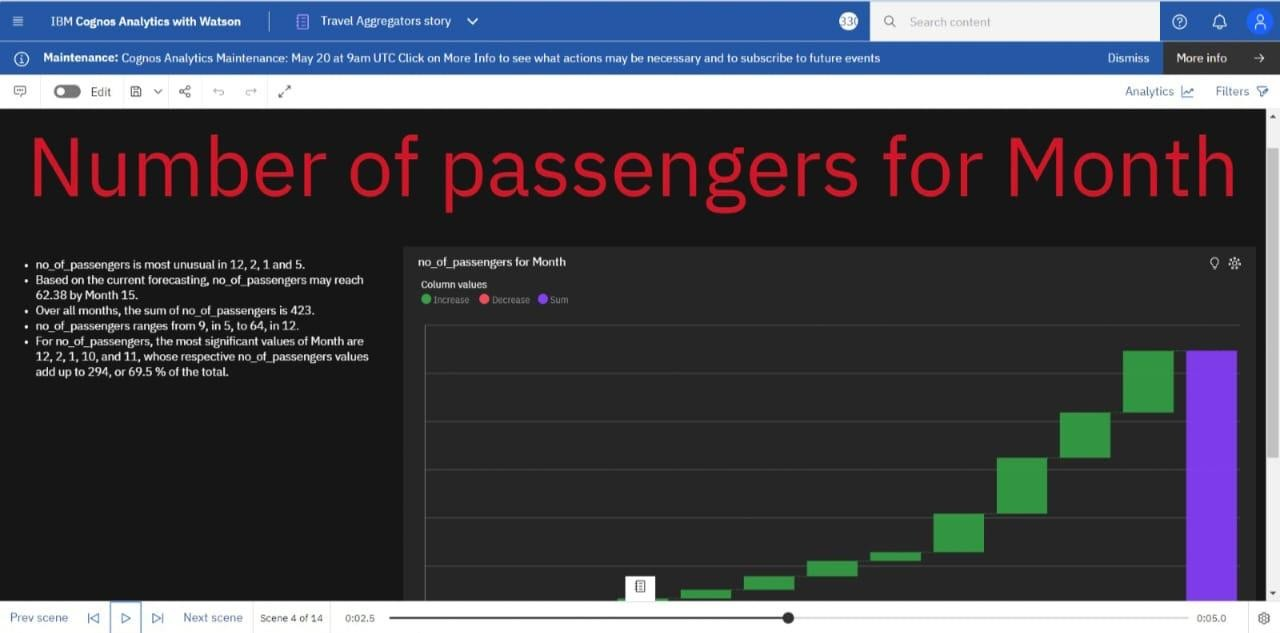 IBM Cognos Analytics with Watson
Travel Aggregators story
330
Search content
Maintenance: Cognos Analytics Maintenance: May 20 at 9am UTC Click on More Info to see what actions may be necessary and to subscribe to future events
Dismiss
More info
Edit
Analytics
Filters
Number of passengers for Month
• no_of_passengers is most unusual in 12, 2, 1 and 5.
• Based on the current forecasting, no_of_passengers may reach
62.38 by Month 15.
• Over all months, the sum of no_of_passengers is 423.
• no_of_passengers ranges from 9, in 5, to 64, in 12.
• For no_of_passengers, the most significant values of Month are
12, 2, 1, 10, and 11, whose respective no_of_passengers values
add up to 294, or 69.5 % of the total.
no_of_passengers for Month
Column values
Increase Decrease Sum
Prev scene
Next scene
Scene 4 of 14
0:02.5
0:05.0